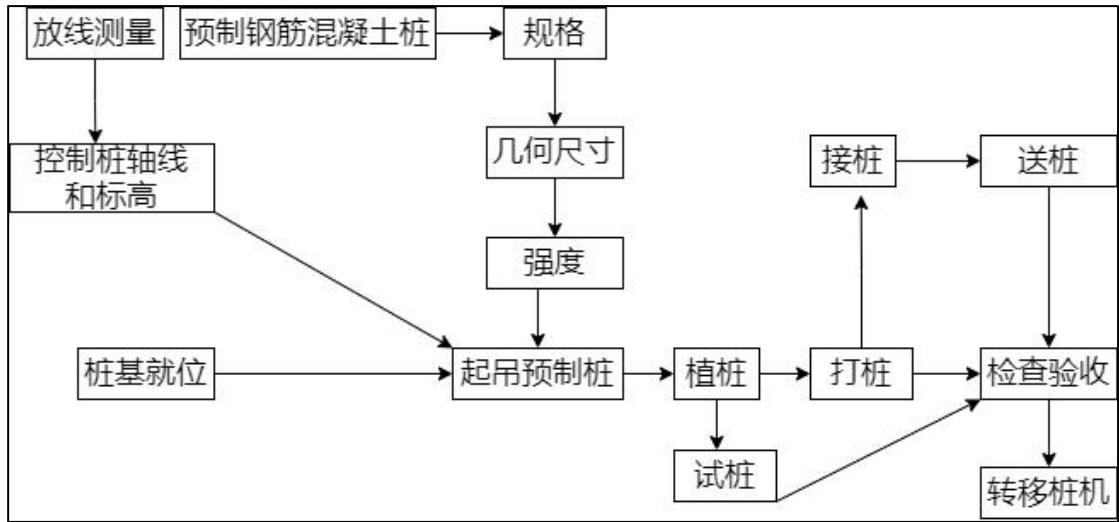 放线测量
预制钢筋混凝土桩
规格
控制桩轴线
和标高
几何尺寸
接桩
送桩
强度
桩基就位
起吊预制桩
植桩
打桩
检查验收
试桩
转移桩机